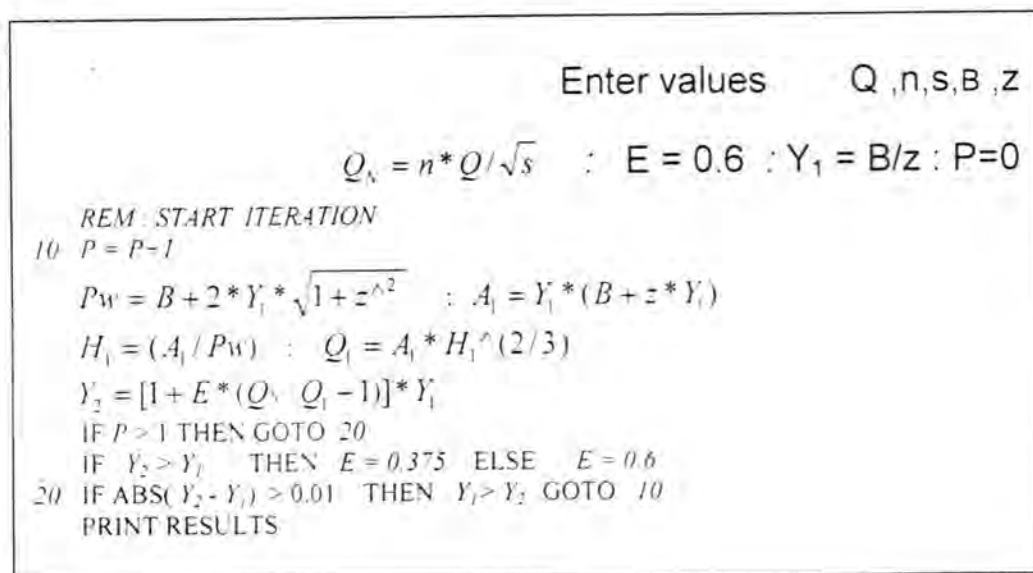 Enter values Q ,n,s,B ,z
Q_N = n * Q/√s : E = 0.6 : Y₁ = B/z : P=0
REM : START ITERATION
10 P = P-1
Pw = B + 2 * Y₁ * √1 + z^² : A₁ = Y₁ * (B + z * Y₁)
H₁ = (A₁ / Pw) : Q₁ = A₁ * H₁^(2/3)
Y₂ = [1 + E * (Q\ Q₁ - 1)] * Y₁
IF P > 1 THEN GOTO 20
IF Y₂ > Y₁ THEN E = 0.375 ELSE E = 0.6
20 IF ABS( Y₂ - Y₁) > 0.01 THEN Y₁> Y₂ GOTO 10
PRINT RESULTS